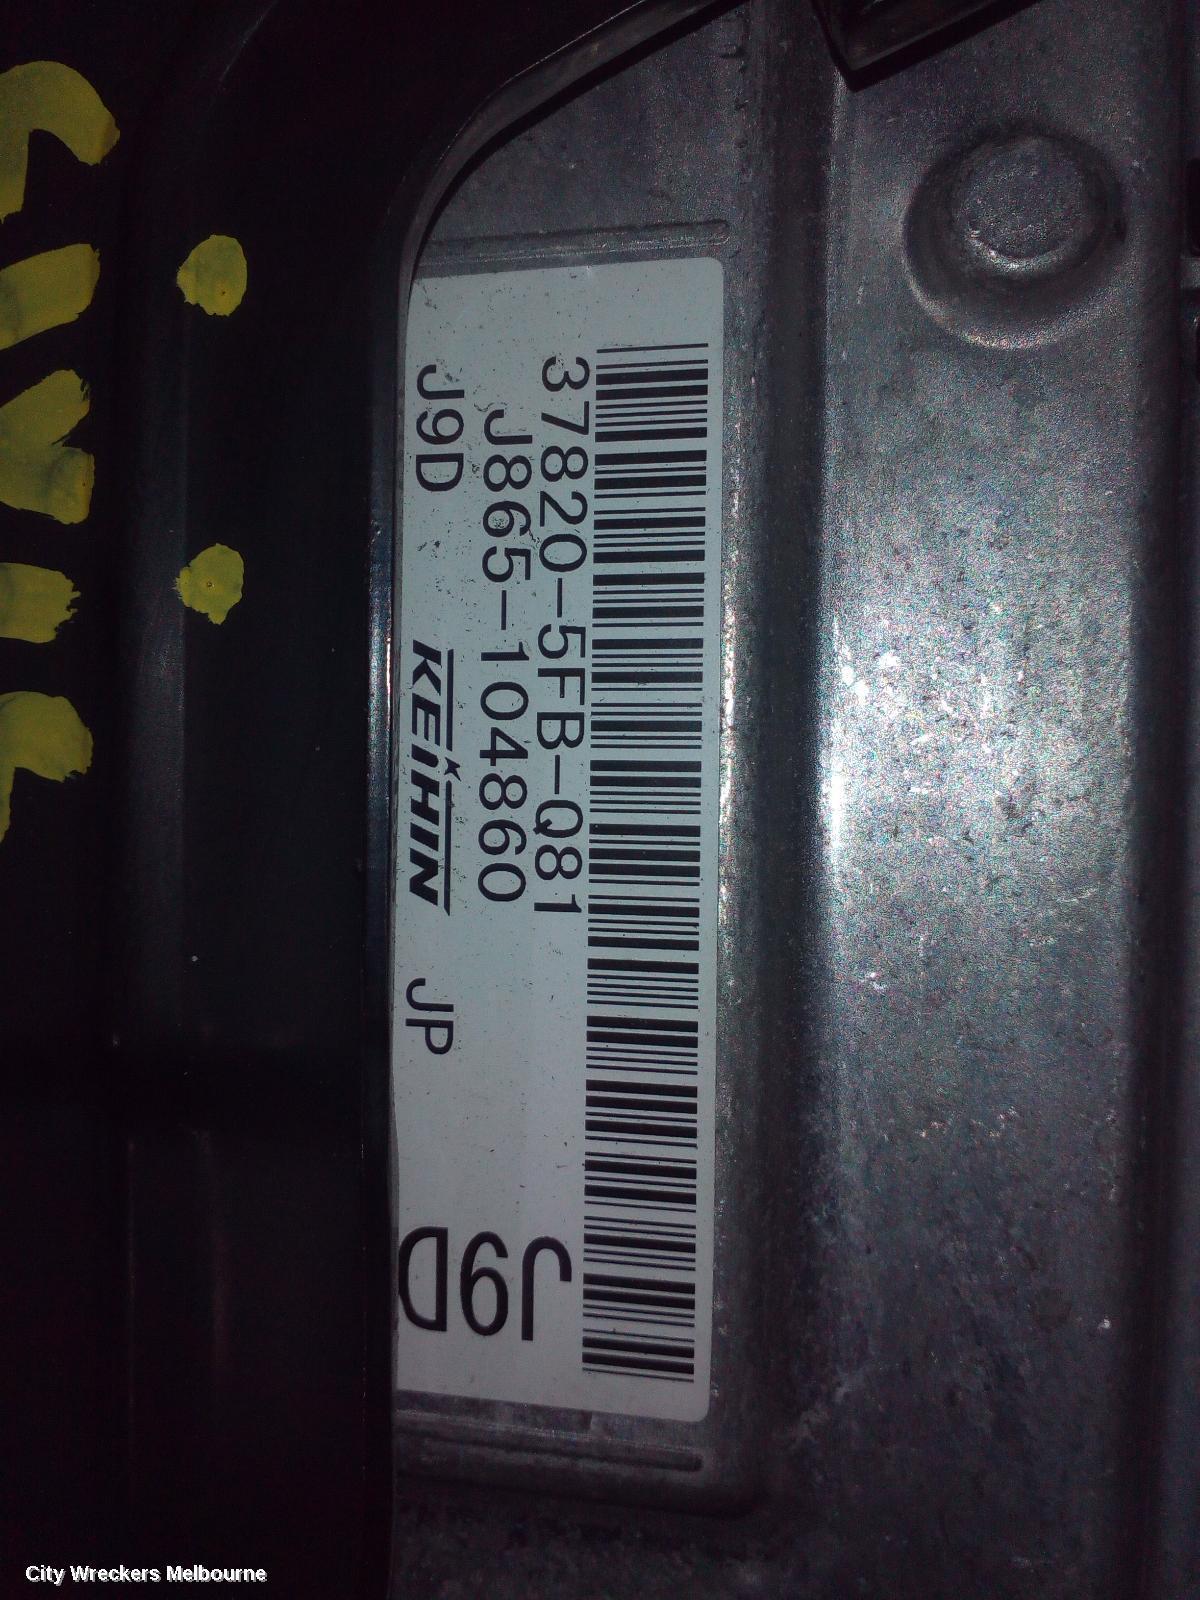 37820-5FB-Q81
J865-104860
J9D KEIHIN JP
J9D
City Wreckers Melbourne